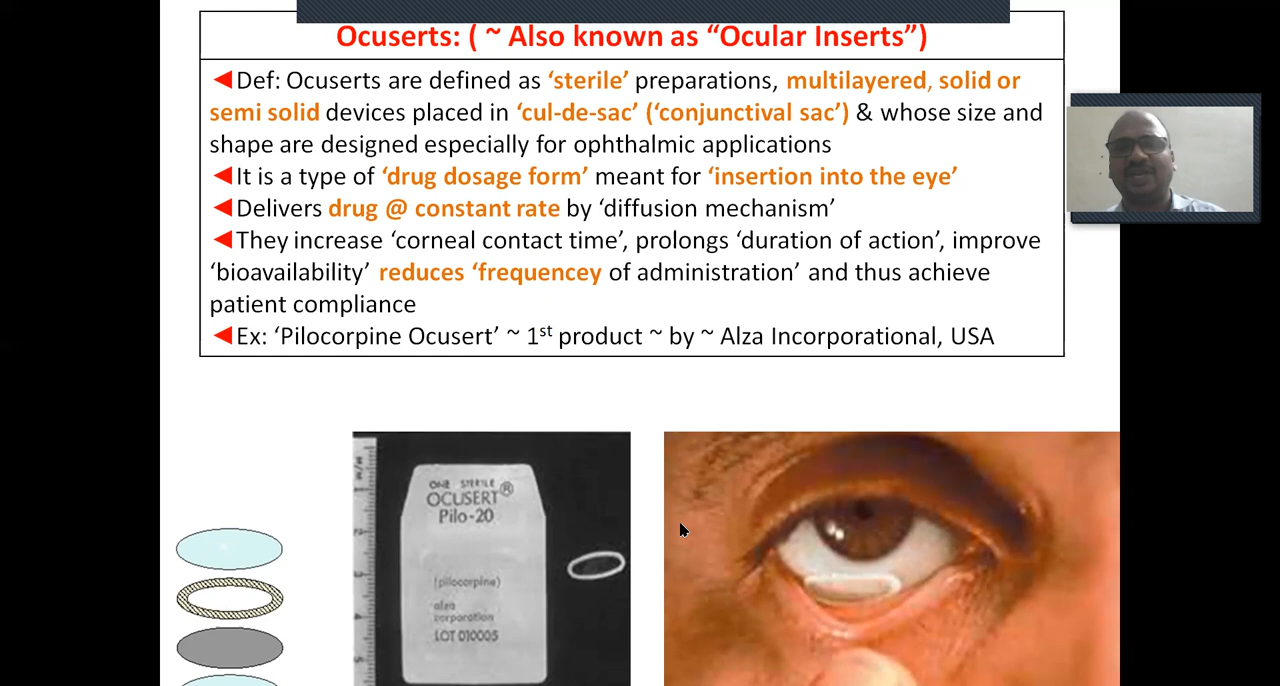 Ocuserts: ( ~ Also known as “Ocular Inserts”)
◄Def: Ocuserts are defined as ‘sterile’ preparations, multilayered, solid or
semi solid devices placed in ‘cul-de-sac’ (‘conjunctival sac’) & whose size and
shape are designed especially for ophthalmic applications
◄It is a type of ‘drug dosage form’ meant for ‘insertion into the eye’
◄Delivers drug @ constant rate by ‘diffusion mechanism’
◄They increase ‘corneal contact time’, prolongs ‘duration of action’, improve
‘bioavailability’ reduces ‘frequencey of administration’ and thus achieve
patient compliance
◄Ex: ‘Pilocorpine Ocusert’ ~ 1st product ~ by ~ Alza Incorporational, USA
ONE STERILE
OCUSERT®
Pilo-20
(pilocorpine)
alza
corporation
LOT 010005